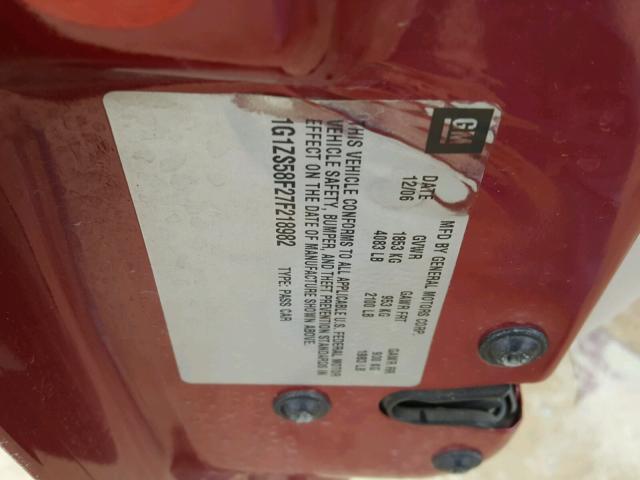 GM
MFD BY GENERAL MOTORS CORP.
DATE GVWR GAWR FRT GAWR RR
12/06 1853 KG 953 KG 900 KG
4083 LB 2100 LB 1983 LB
THIS VEHICLE CONFORMS TO ALL APPLICABLE U.S. FEDERAL MOTOR
VEHICLE SAFETY, BUMPER, AND THEFT PREVENTION STANDARDS IN
EFFECT ON THE DATE OF MANUFACTURE SHOWN ABOVE.
1G1ZS58F27F218982 TYPE: PASS CAR